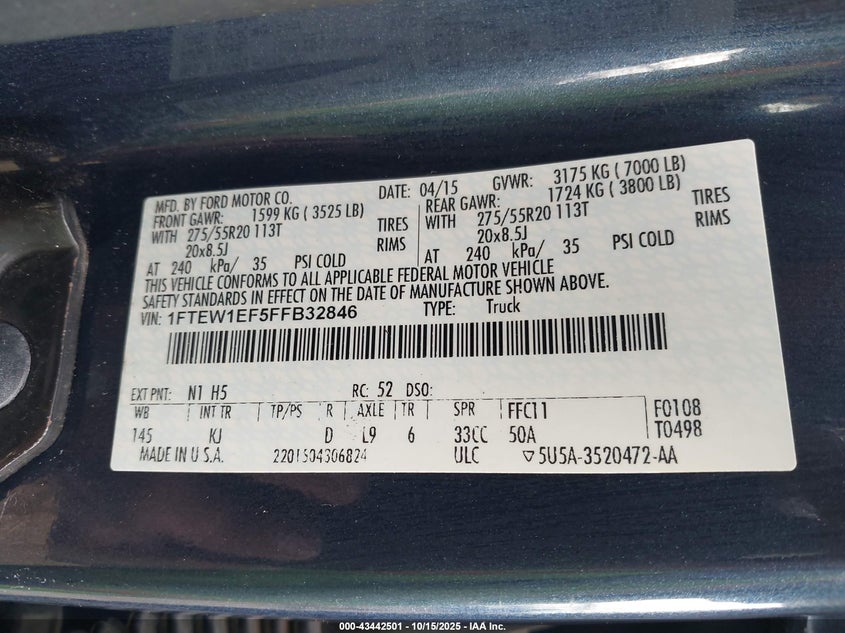 MFD. BY FORD MOTOR CO. DATE: 04/15 GVWR: 3175 KG ( 7000 LB)
FRONT GAWR: 1599 KG ( 3525 LB) REAR GAWR: 1724 KG ( 3800 LB)
WITH 275/55R20 113T TIRES WITH 275/55R20 113T TIRES
20x8.5J RIMS 20x8.5J RIMS
AT 240 kPa/ 35 PSI COLD AT 240 kPa/ 35 PSI COLD
THIS VEHICLE CONFORMS TO ALL APPLICABLE FEDERAL MOTOR VEHICLE
SAFETY STANDARDS IN EFFECT ON THE DATE OF MANUFACTURE SHOWN ABOVE.
VIN: 1FTEW1EF5FFB32846 TYPE: Truck
EXT PNT: N1 H5 RC: 52 DSO:
WB INT TR TP/PS R AXLE TR SPR FFC11 F0108
145 KJ D L9 6 33CC 50A T0498
MADE IN U.S.A. 2201504306824 ULC ▽5U5A-3520472-AA
000-43442501 - 10/15/2025 - IAA Inc.